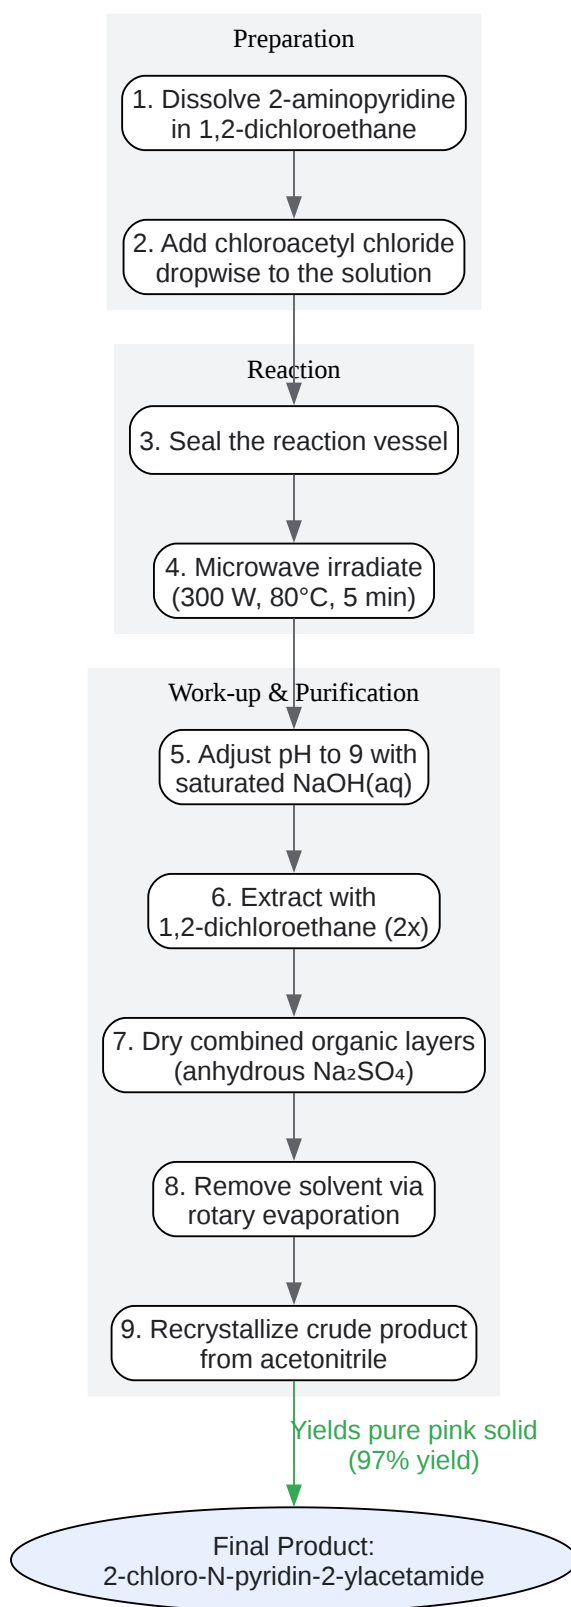 Preparation
1. Dissolve 2-aminopyridine
in 1,2-dichloroethane
2. Add chloroacetyl chloride
dropwise to the solution
Reaction
3. Seal the reaction vessel
4. Microwave irradiate
(300 W, 80°C, 5 min)
Work-up & Purification
5. Adjust pH to 9 with
saturated NaOH(aq)
6. Extract with
1,2-dichloroethane (2x)
7. Dry combined organic layers
(anhydrous Na₂SO₄)
8. Remove solvent via
rotary evaporation
9. Recrystallize crude product
from acetonitrile
Yields pure pink solid
(97% yield)
Final Product:
2-chloro-N-pyridin-2-ylacetamide